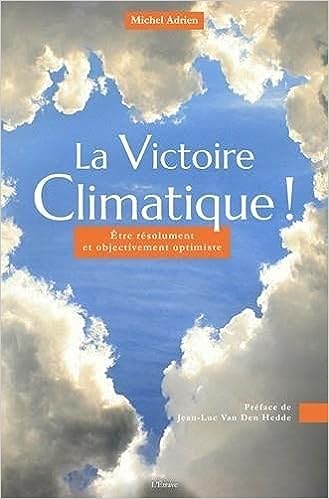 Michel Adrien
La Victoire
Climatique !
Être résolument
et objectivement optimiste
Préface de
Jean-Luc Van Den Hedde
L'Étrave